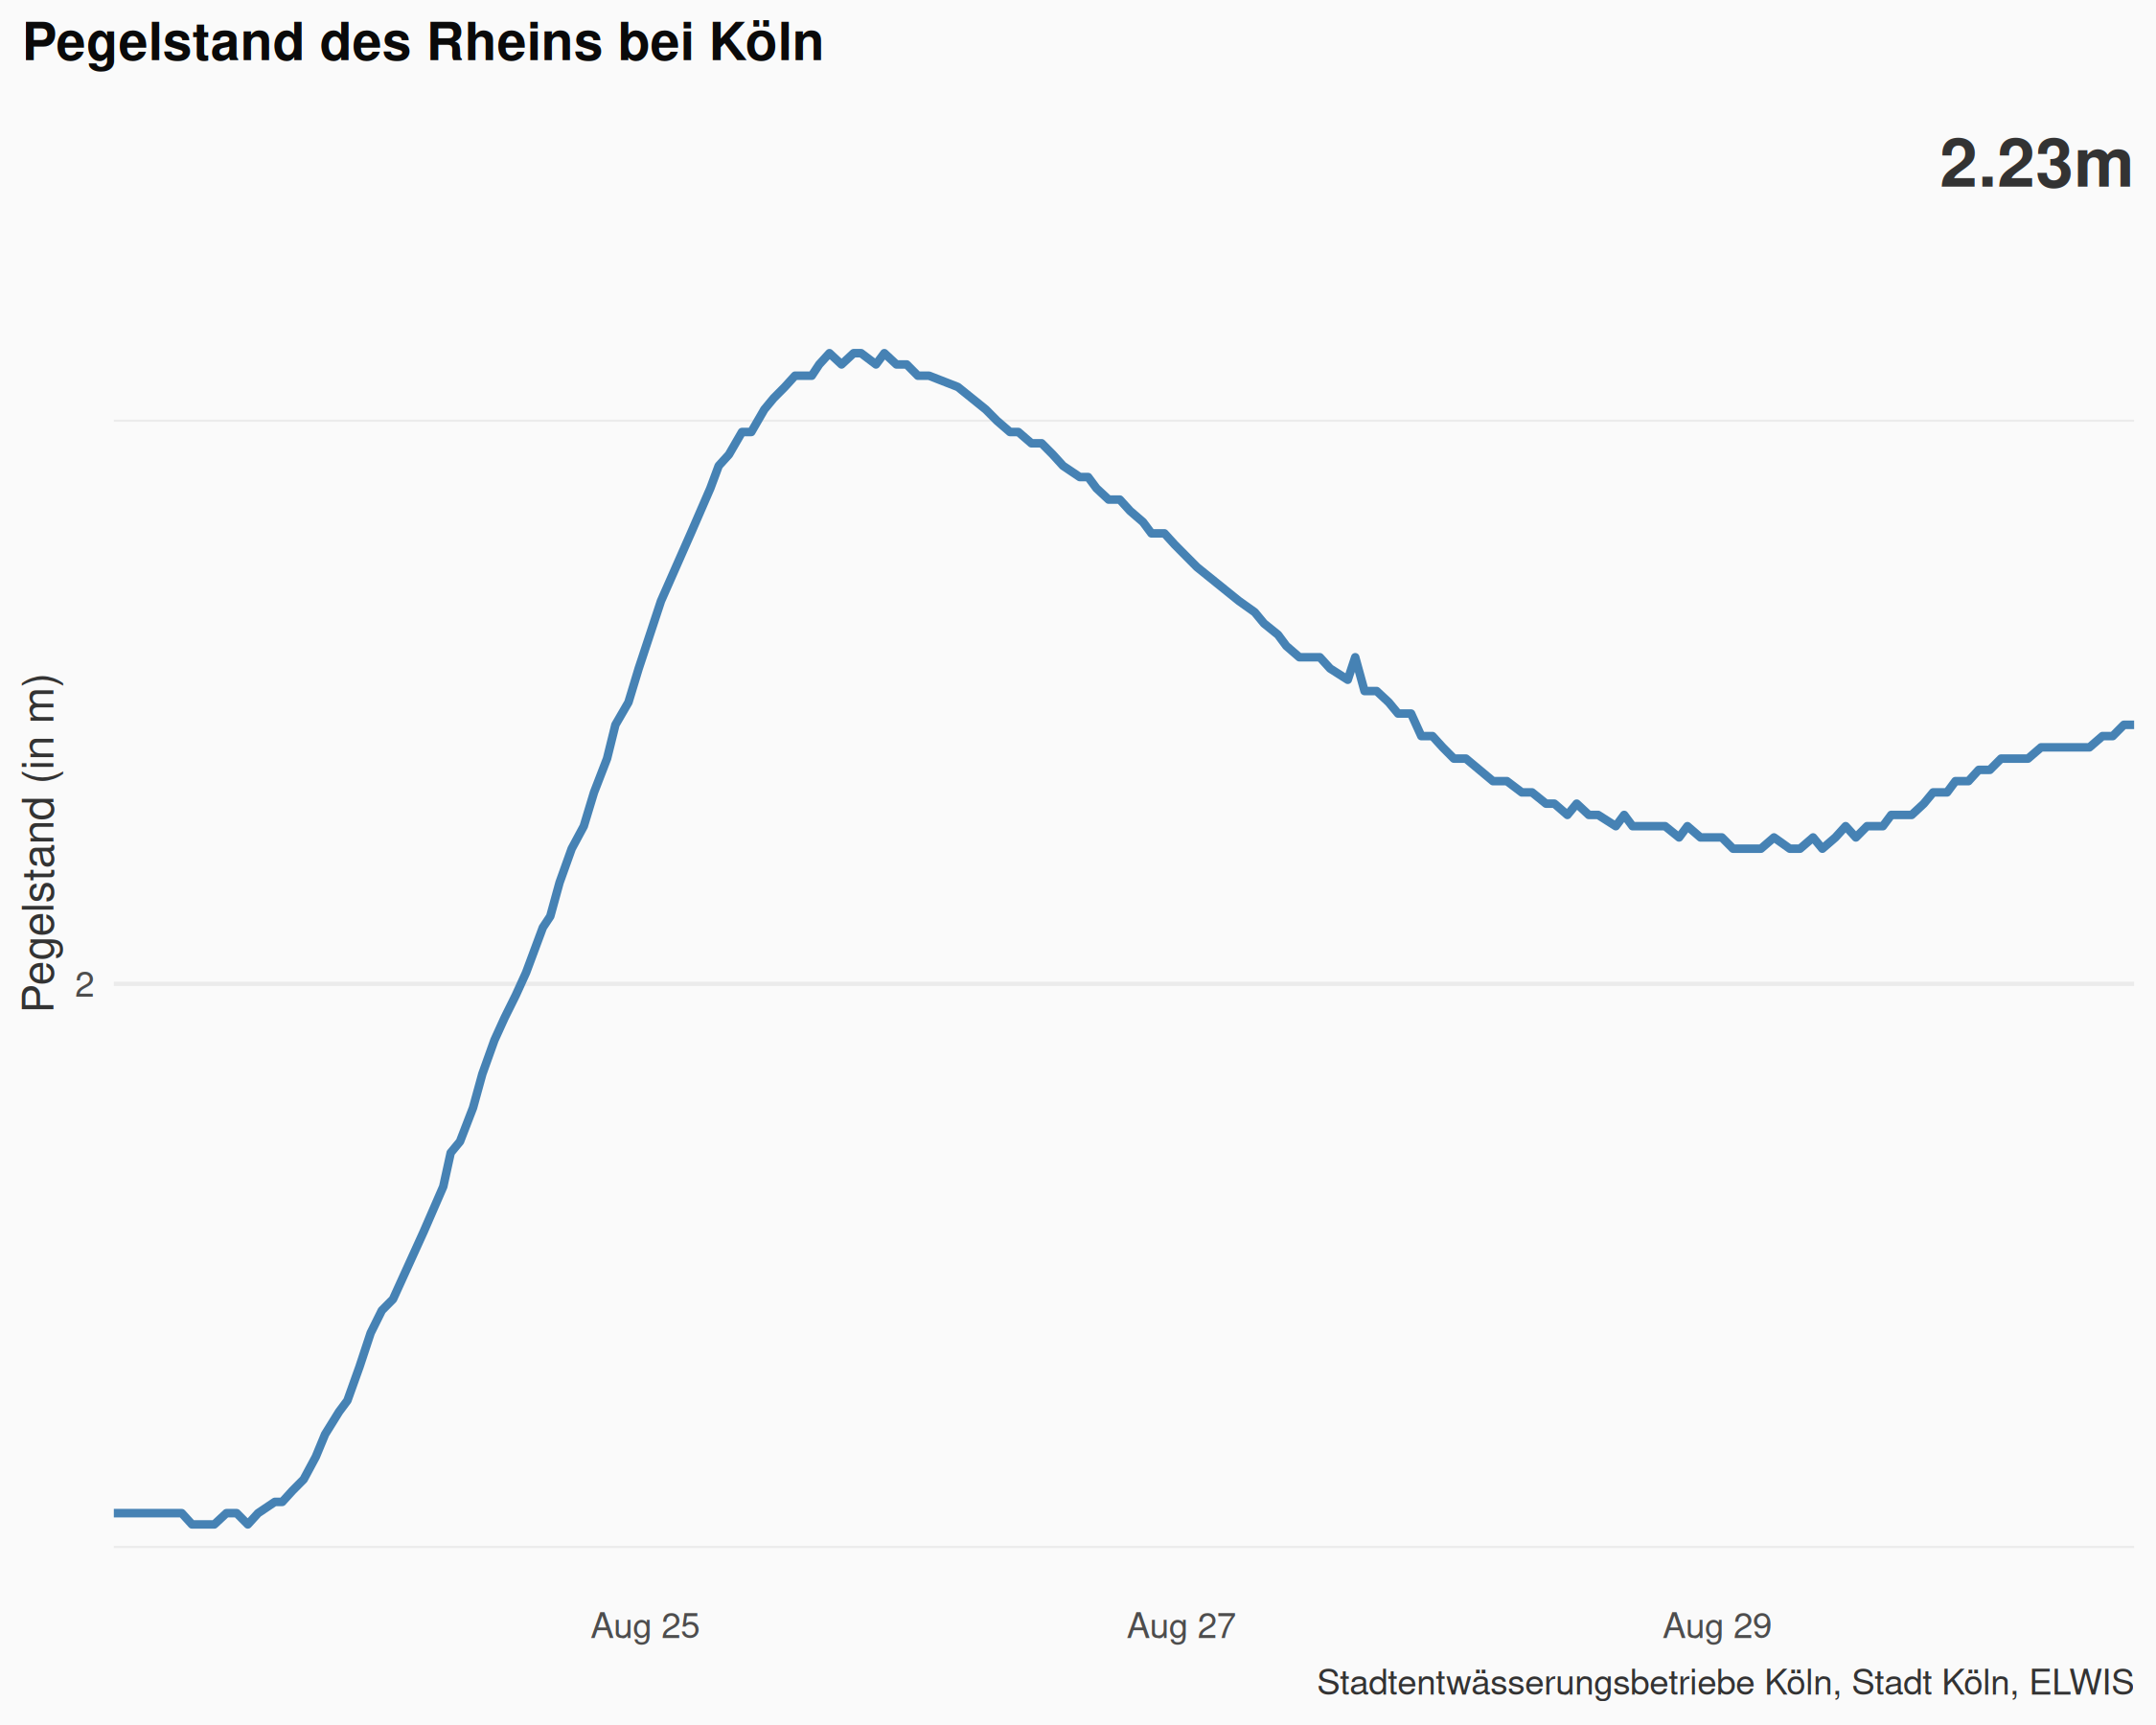 Pegelstand des Rheins bei Köln
2.23m
Pegelstand (in m)
2
Aug 25
Aug 27
Aug 29
Stadtentwässerungsbetriebe Köln, Stadt Köln, ELWIS